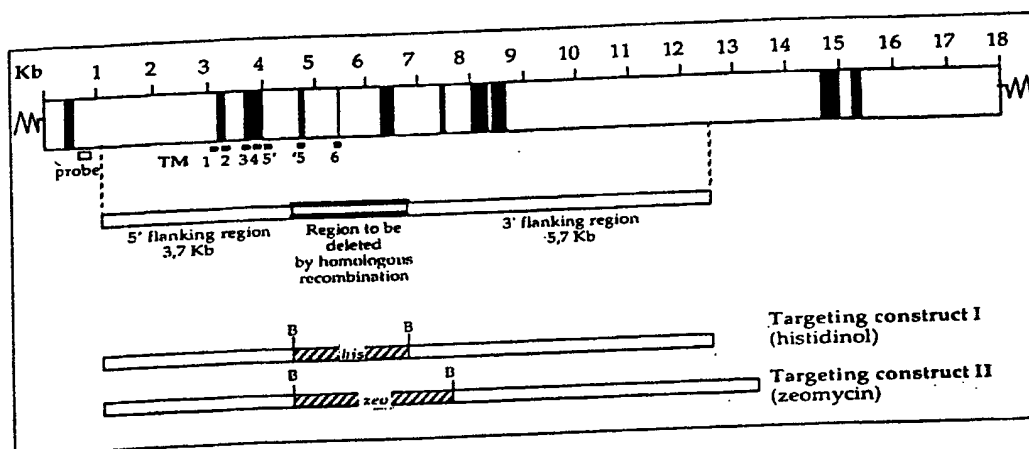 Kb 1 2 3 4 5 6 7 8 9 10 11 12 13 14 15 16 17 18
probe
TM 1 2 3 4 5' '5 6
5' flanking region
3,7 Kb
Region to be
deleted
by homologous
recombination
3' flanking region
5,7 Kb
B B
his
Targeting construct I
(histidinol)
B B
zeo
Targeting construct II
(zeomycin)